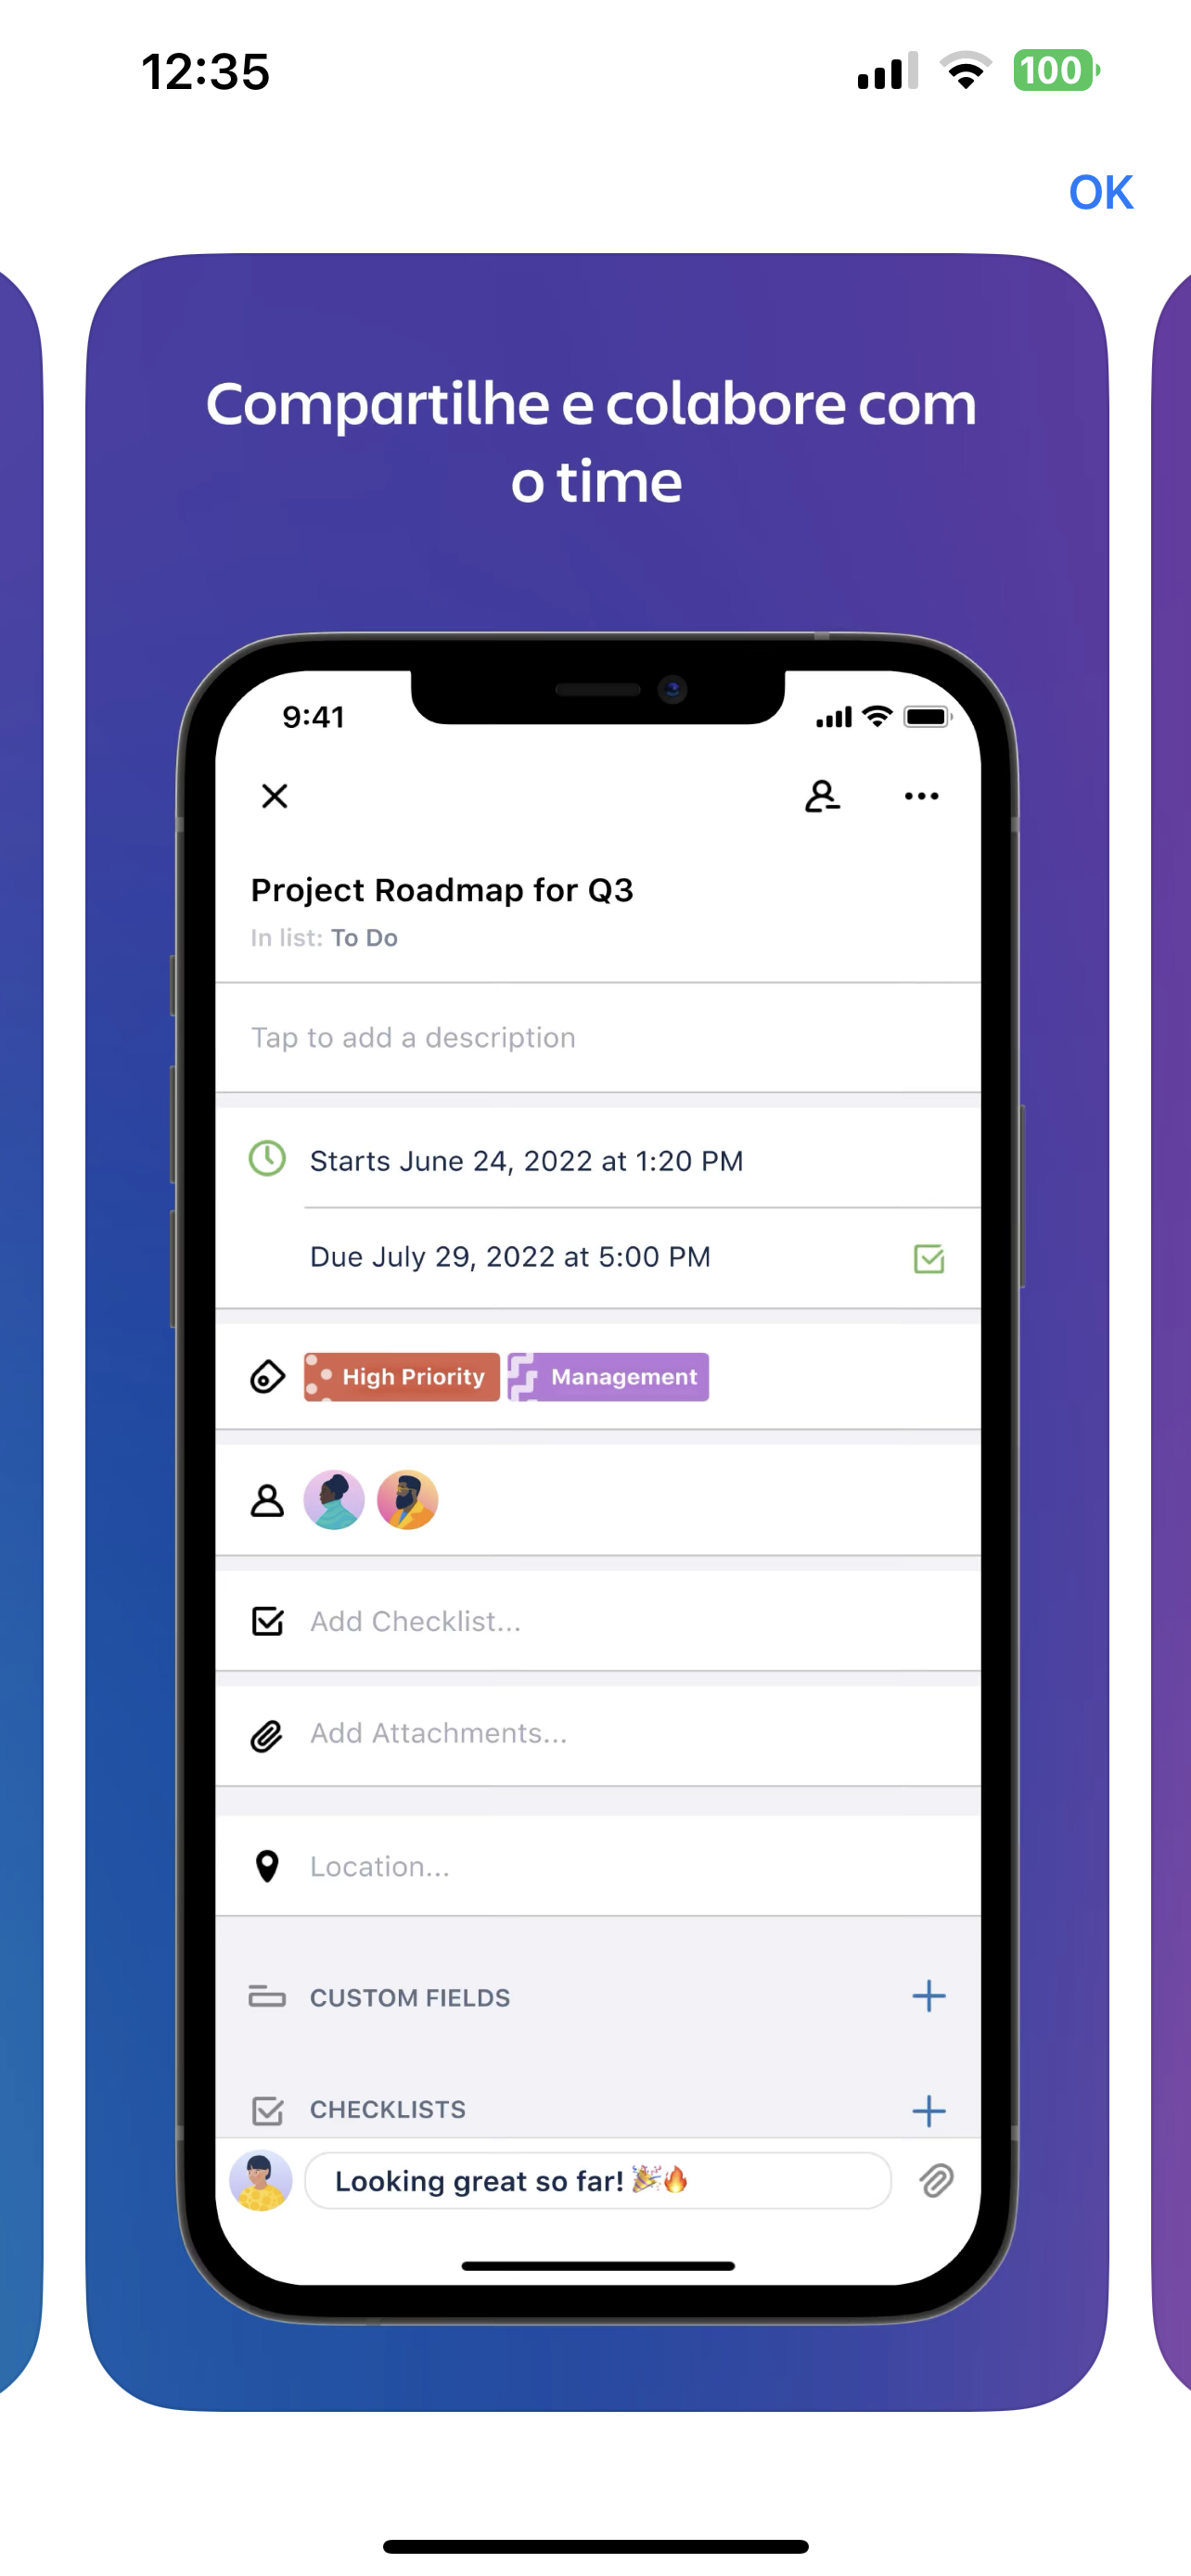 12:35
100
OK
Compartilhe e colabore com
o time
9:41
Project Roadmap for Q3
In list: To Do
Tap to add a description
Starts June 24, 2022 at 1:20 PM
Due July 29, 2022 at 5:00 PM
High Priority Management
Add Checklist...
Add Attachments...
Location...
CUSTOM FIELDS
CHECKLISTS
Looking great so far! 🎉🔥